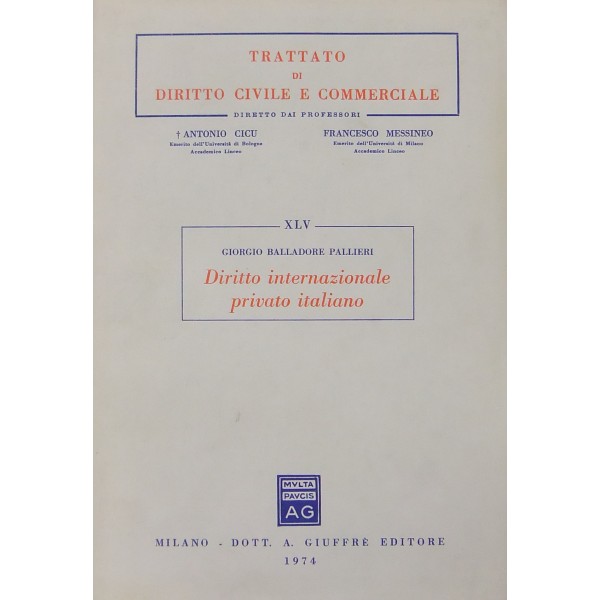 TRATTATO
DI
DIRITTO CIVILE E COMMERCIALE
DIRETTO DAI PROFESSORI
† ANTONIO CICU
Emerito dell'Università di Bologna
Accademico Linceo
FRANCESCO MESSINEO
Emerito dell'Università di Milano
Accademico Linceo
XLV
GIORGIO BALLADORE PALLIERI
Diritto internazionale
privato italiano
MVLTA
PAVCIS
AG
MILANO - DOTT. A. GIUFFRÈ EDITORE
1974